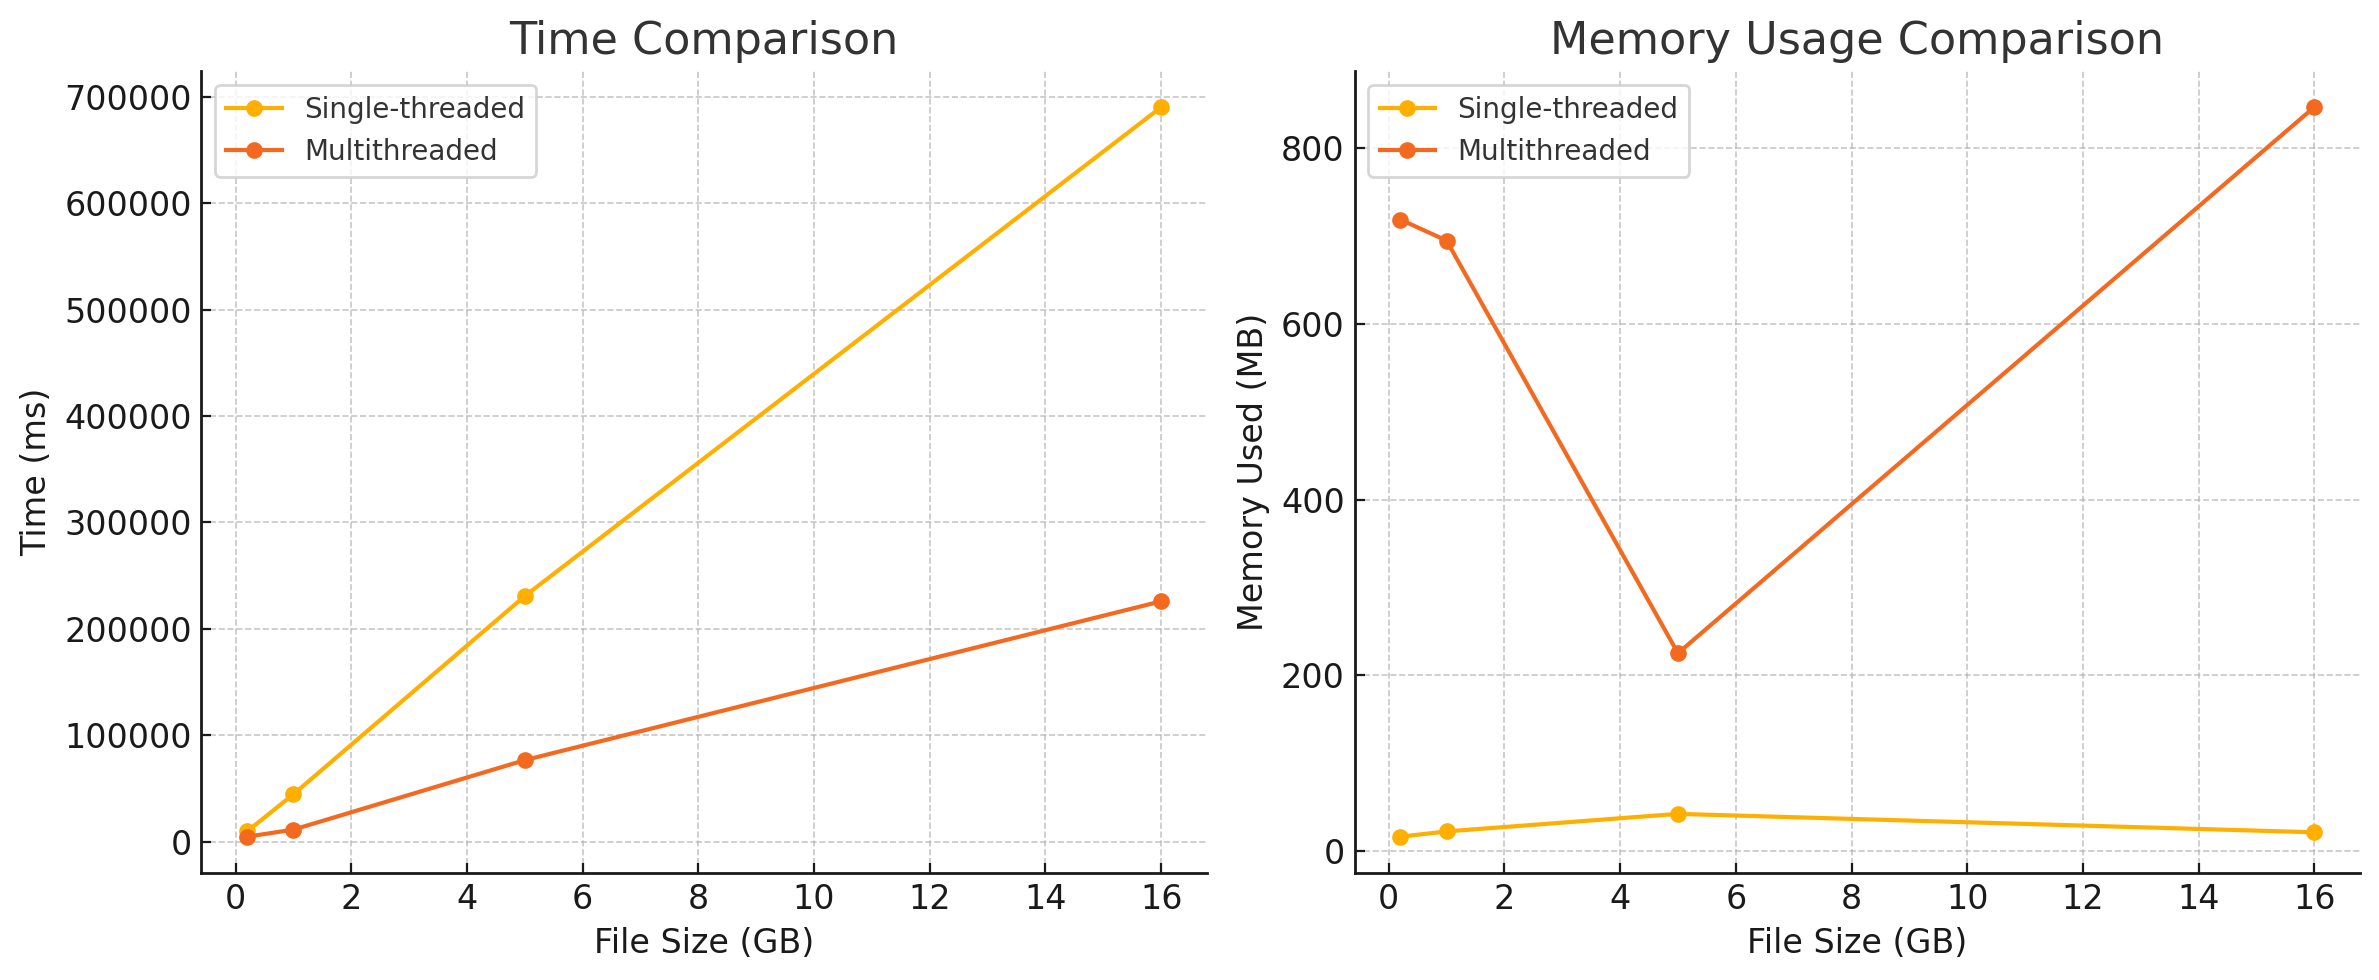 Time Comparison
Single-threaded
Multithreaded
700000
600000
500000
400000
300000
200000
100000
0
Time (ms)
0 2 4 6 8 10 12 14 16
File Size (GB)
Memory Usage Comparison
Single-threaded
Multithreaded
800
600
400
200
0
Memory Used (MB)
0 2 4 6 8 10 12 14 16
File Size (GB)